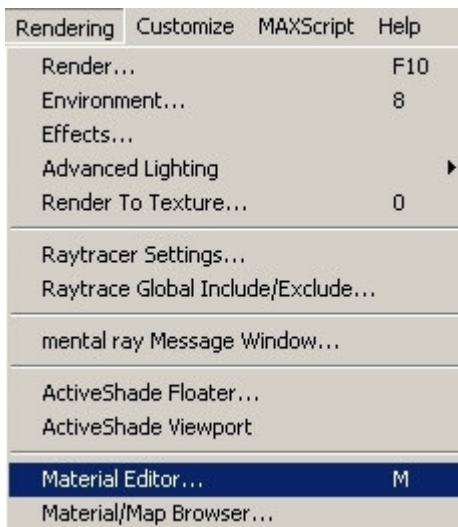 Rendering Customize MAXScript Help
Render... F10
Environment... 8
Effects...
Advanced Lighting
Render To Texture... 0
Raytracer Settings...
Raytrace Global Include/Exclude...
mental ray Message Window...
ActiveShade Floater...
ActiveShade Viewport
Material Editor... M
Material/Map Browser...